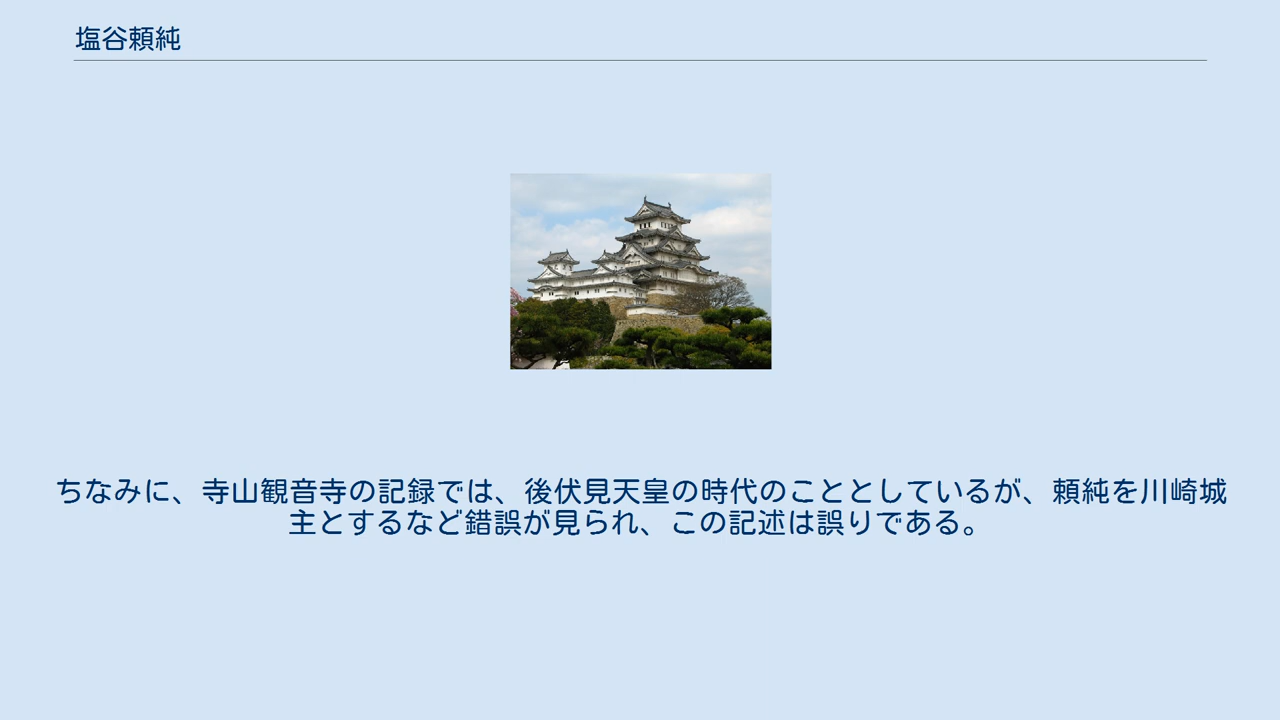 塩谷頼純
ちなみに、寺山観音寺の記録では、後伏見天皇の時代のこととしているが、頼純を川崎城
主とするなど錯誤が見られ、この記述は誤りである。